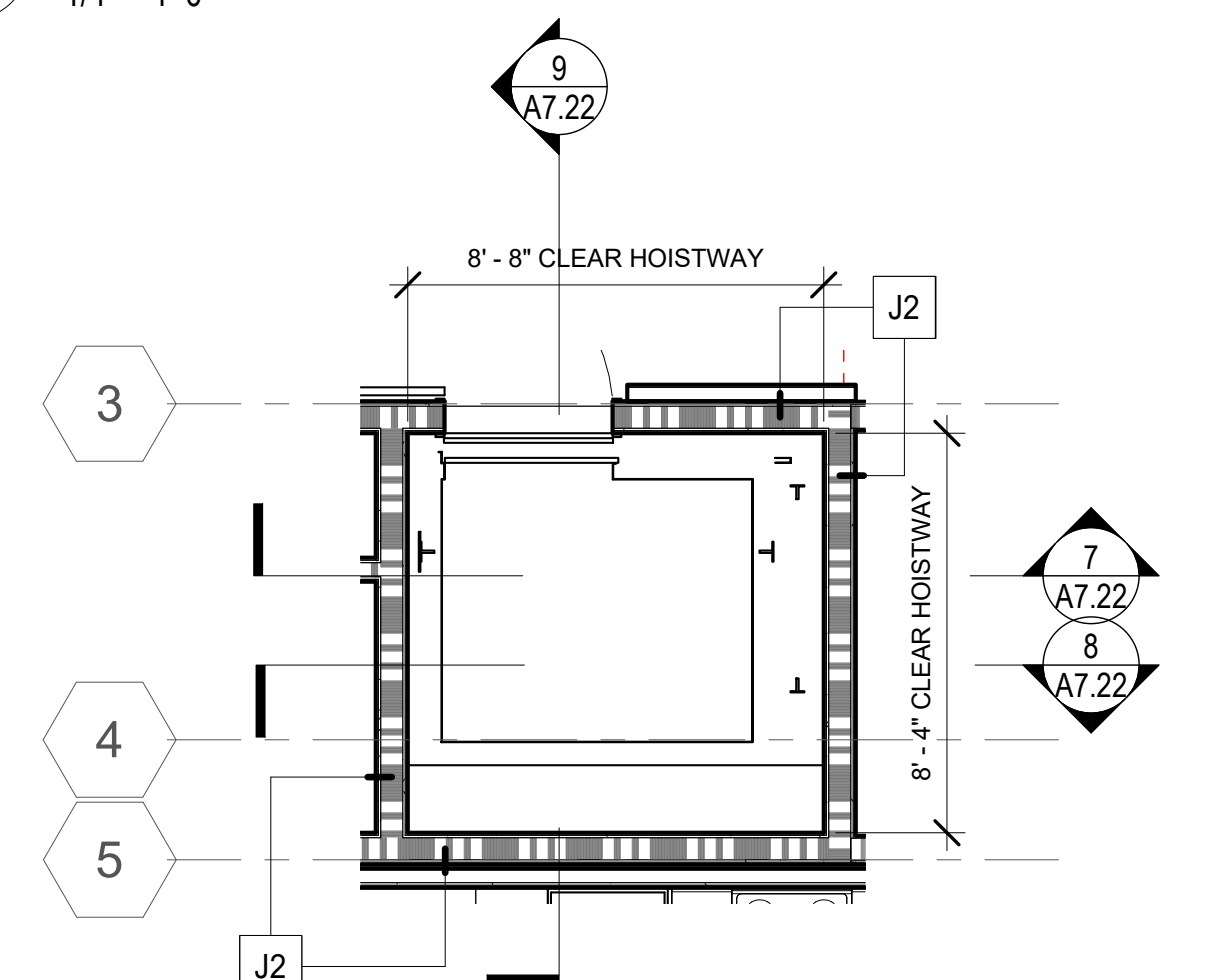 9
A7.22
8' - 8" CLEAR HOISTWAY
J2
3
8' - 4" CLEAR HOISTWAY
7
A7.22
8
A7.22
4
5
J2